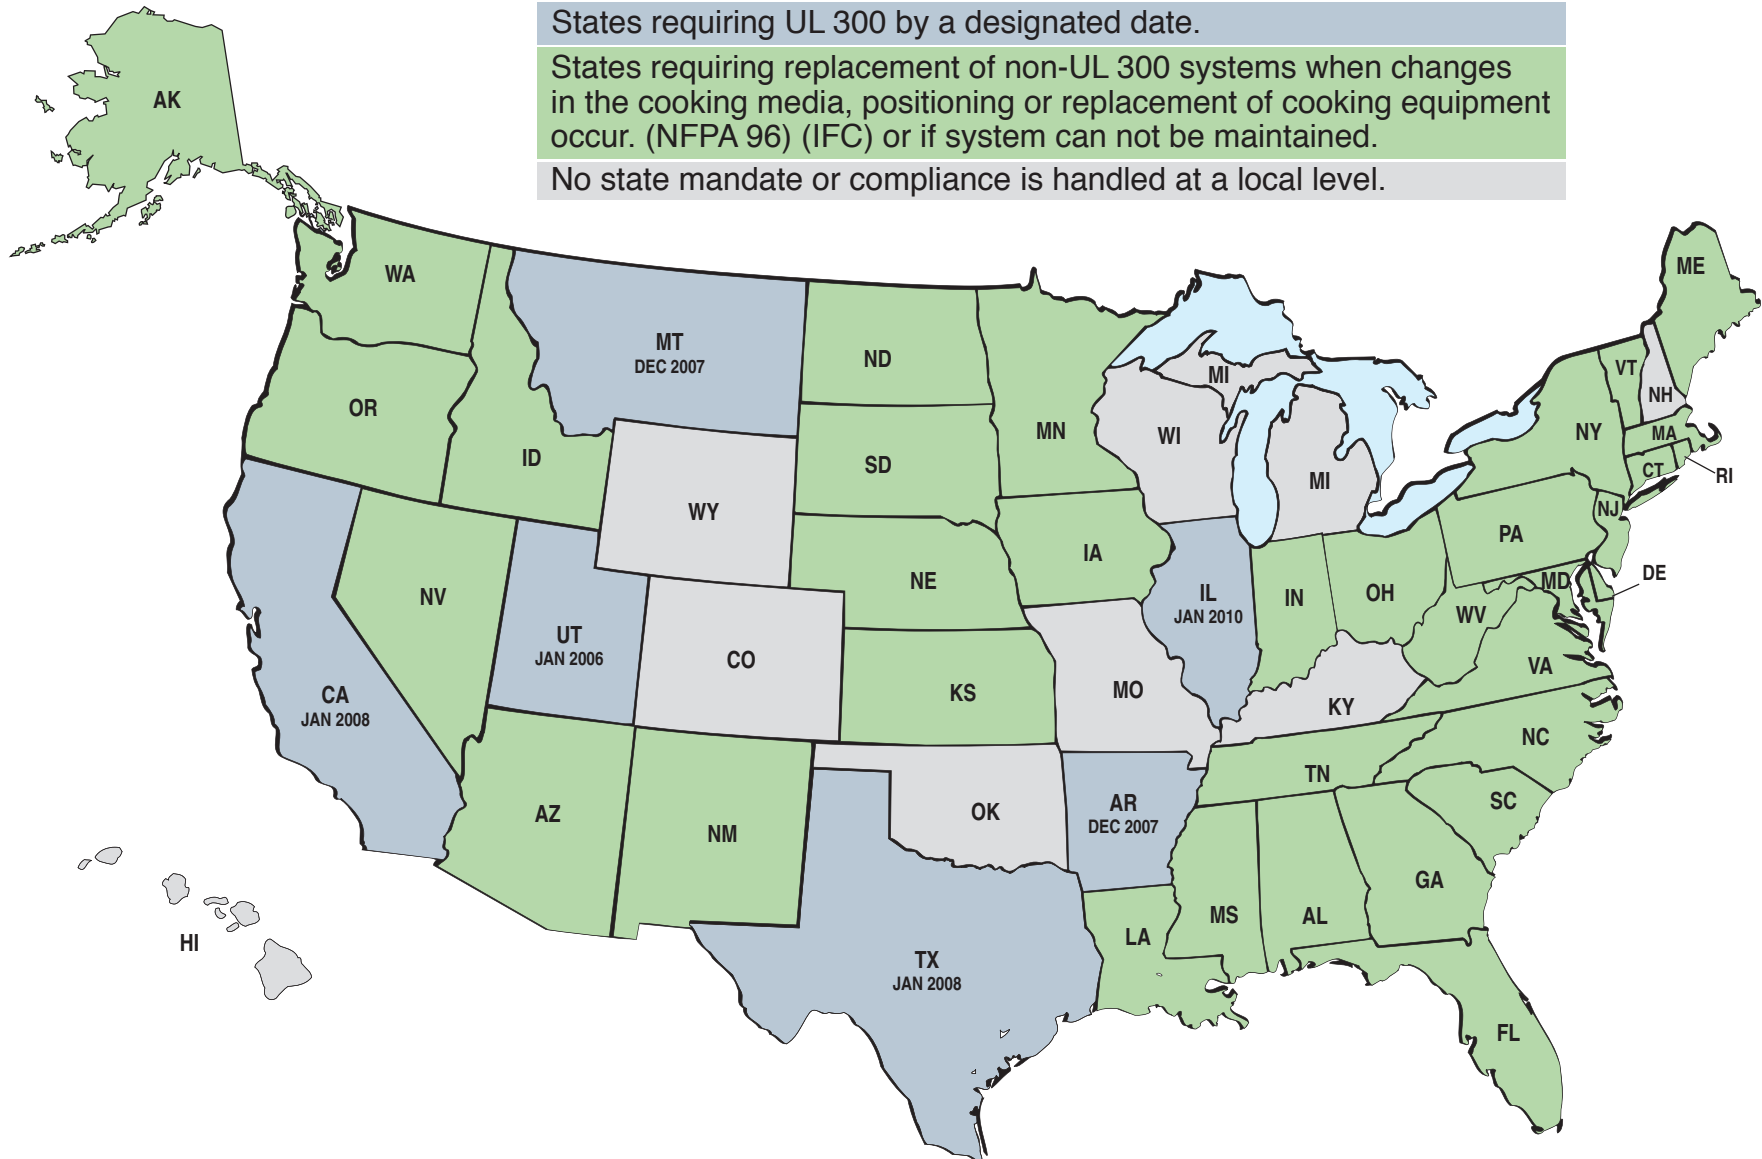 States requiring UL 300 by a designated date.
States requiring replacement of non-UL 300 systems when changes
in the cooking media, positioning or replacement of cooking equipment
occur. (NFPA 96) (IFC) or if system can not be maintained.
No state mandate or compliance is handled at a local level.
AK
WA
ME
MT
DEC 2007
ND
VT
NH
MI
OR
MN
WI
NY
MA
ID
SD
MI
CT
RI
WY
NJ
PA
IA
NE
MD
DE
NV
IL
JAN 2010
IN
OH
WV
UT
JAN 2006
CO
VA
CA
JAN 2008
KS
MO
KY
NC
TN
AZ
NM
OK
AR
DEC 2007
SC
GA
MS
AL
HI
LA
TX
JAN 2008
FL